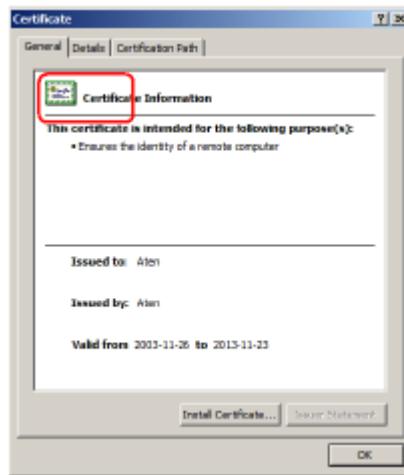 Certificate
General Details Certification Path
Certificate Information
This certificate is intended for the following purpose(s):
• Ensures the identity of a remote computer
Issued to: Aten
Issued by: Aten
Valid from 2003-11-26 to 2013-11-23
Install Certificate... Issuer Statement
OK